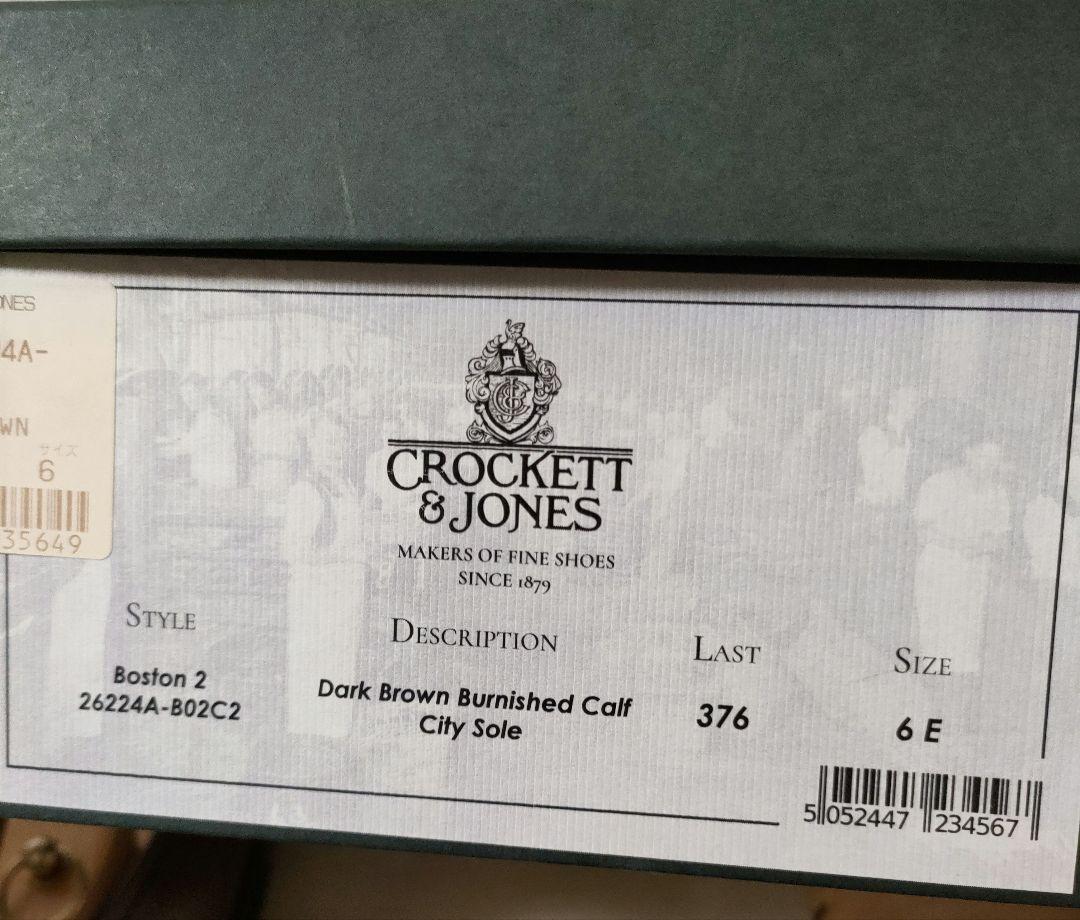 ONES
4A-
WN
サイズ
6
35649
CROCKETT
& JONES
MAKERS OF FINE SHOES
SINCE 1879
STYLE
Boston 2
26224A-B02C2
DESCRIPTION
Dark Brown Burnished Calf
City Sole
LAST
376
SIZE
6 E
5 052447 234567